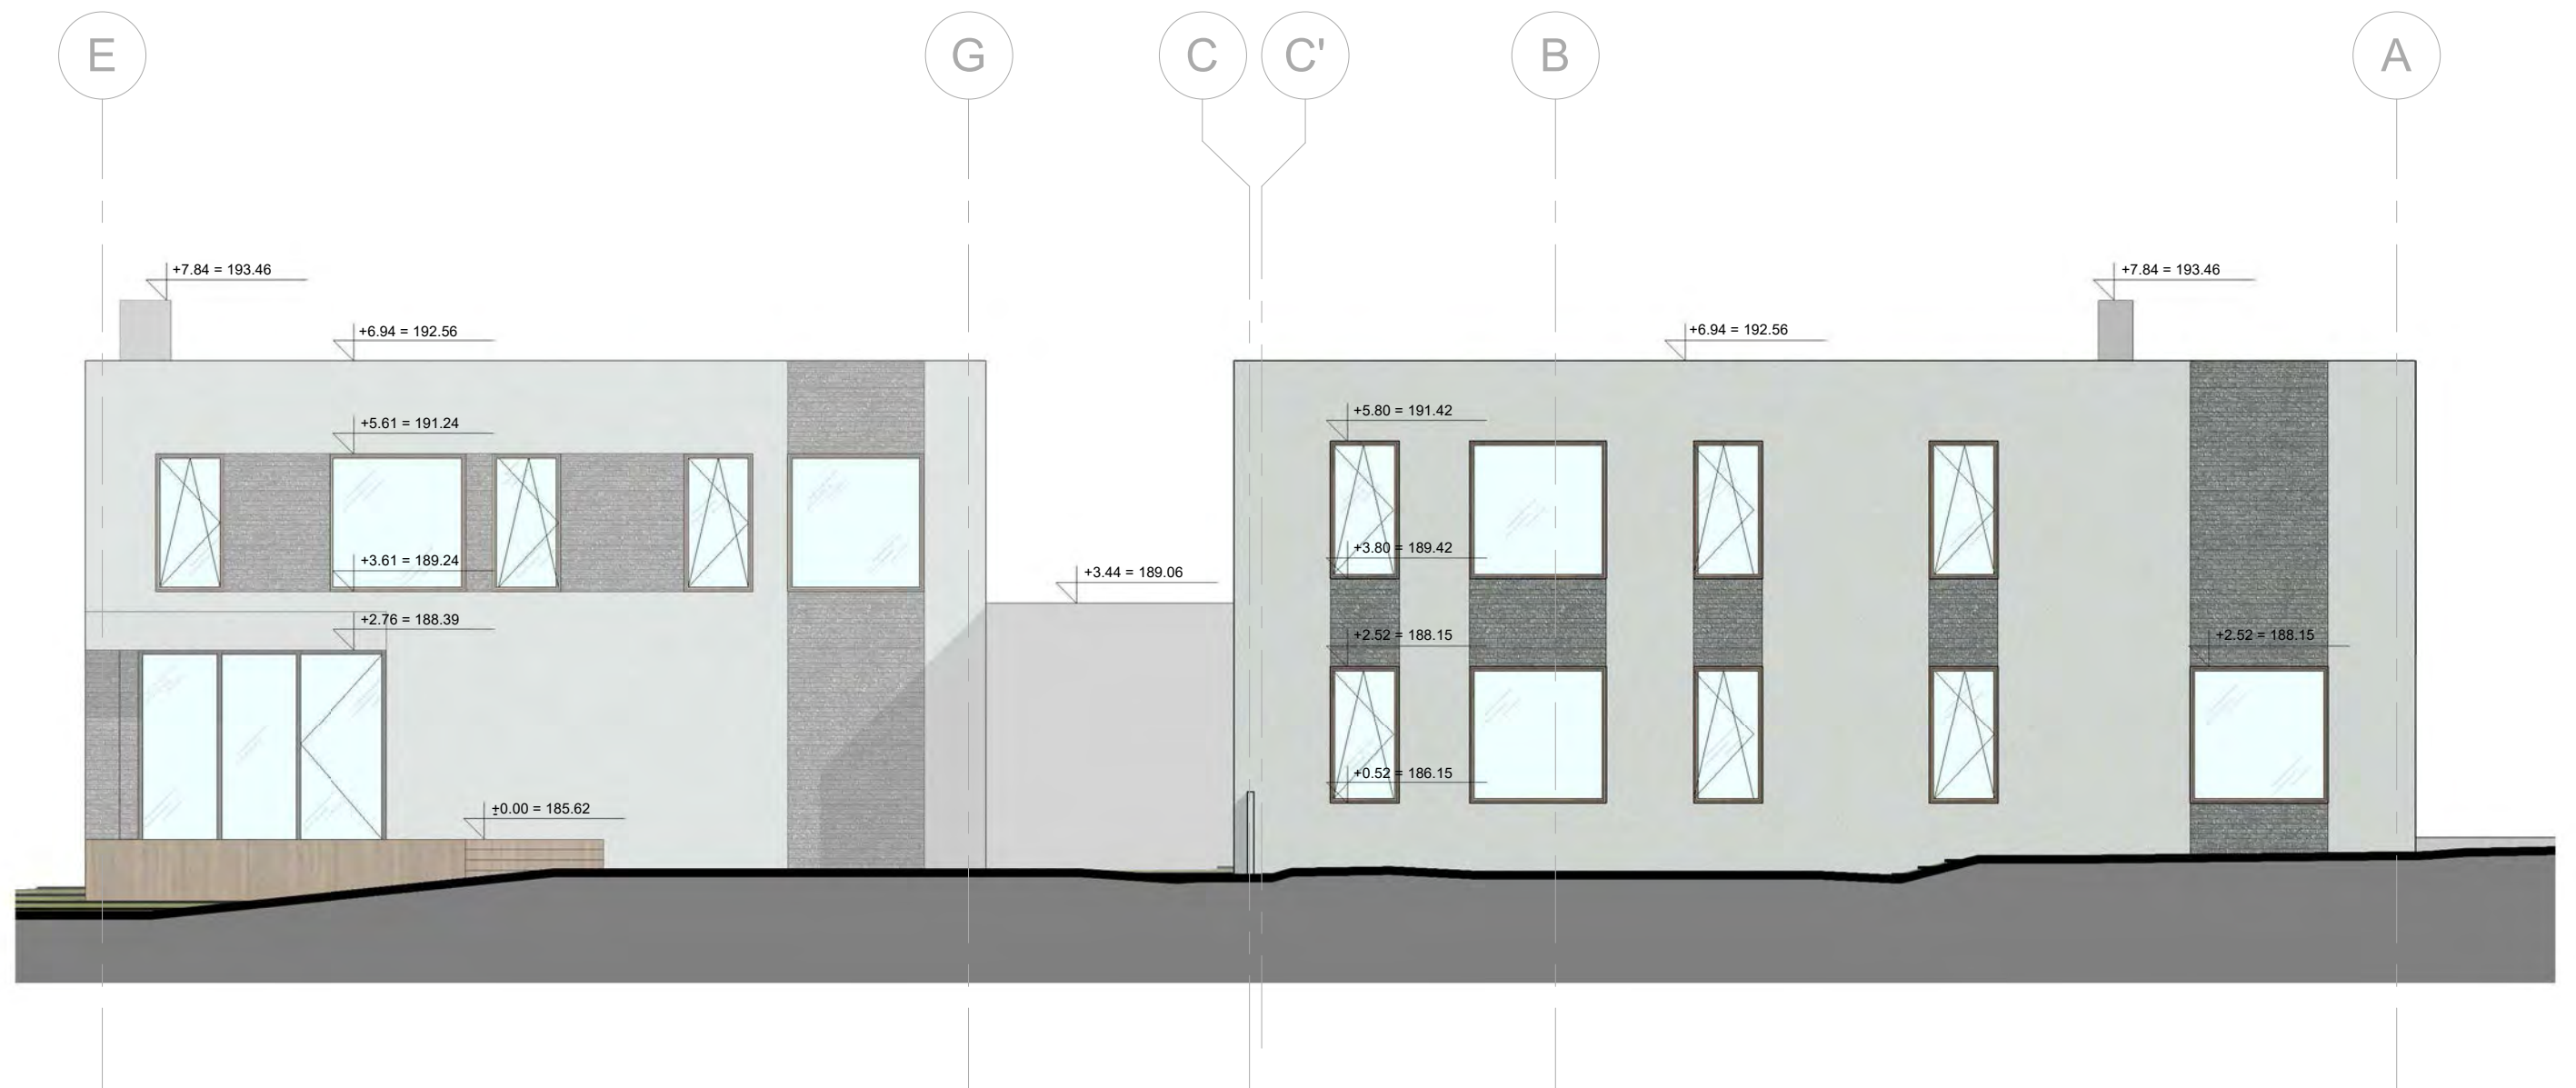 E G C C' B A
+7.84 = 193.46 +7.84 = 193.46
+6.94 = 192.56 +6.94 = 192.56
+5.80 = 191.42
+5.61 = 191.24
+3.80 = 189.42
+3.61 = 189.24
+3.44 = 189.06
+2.76 = 188.39
+2.52 = 188.15 +2.52 = 188.15
+0.52 = 186.15
±0.00 = 185.62